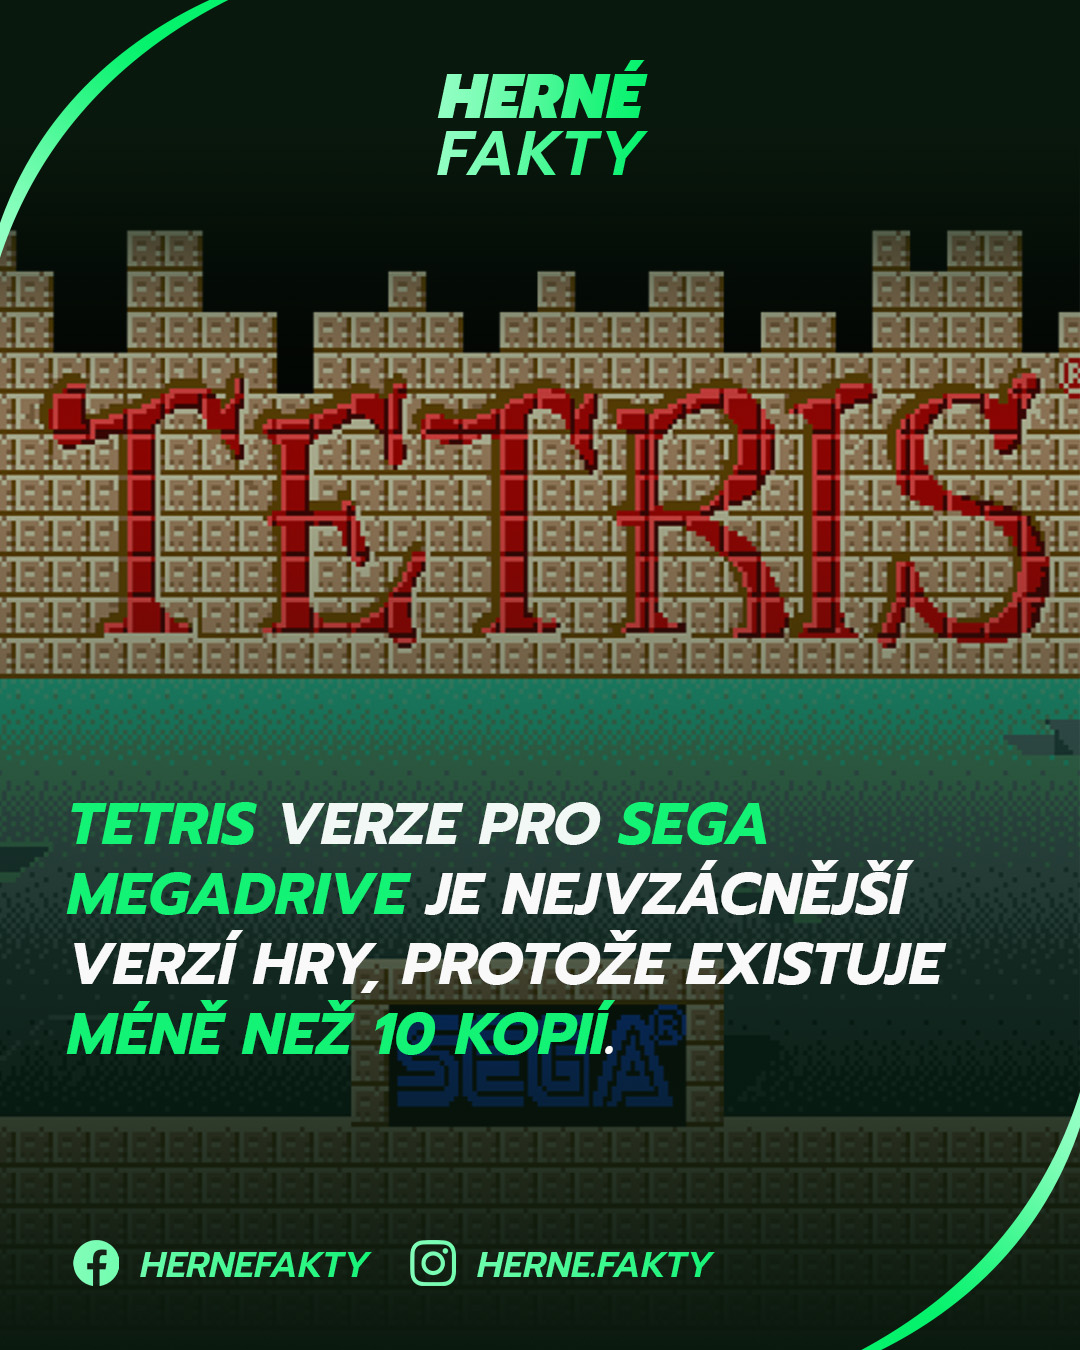 HERNÉ
FAKTY
TETRIS®
TETRIS VERZE PRO SEGA
MEGADRIVE JE NEJVZÁCNĚJŠÍ
VERZÍ HRY, PROTOŽE EXISTUJE
MÉNĚ NEŽ 10 KOPIÍ.
SEGA®
HERNEFAKTY HERNE.FAKTY